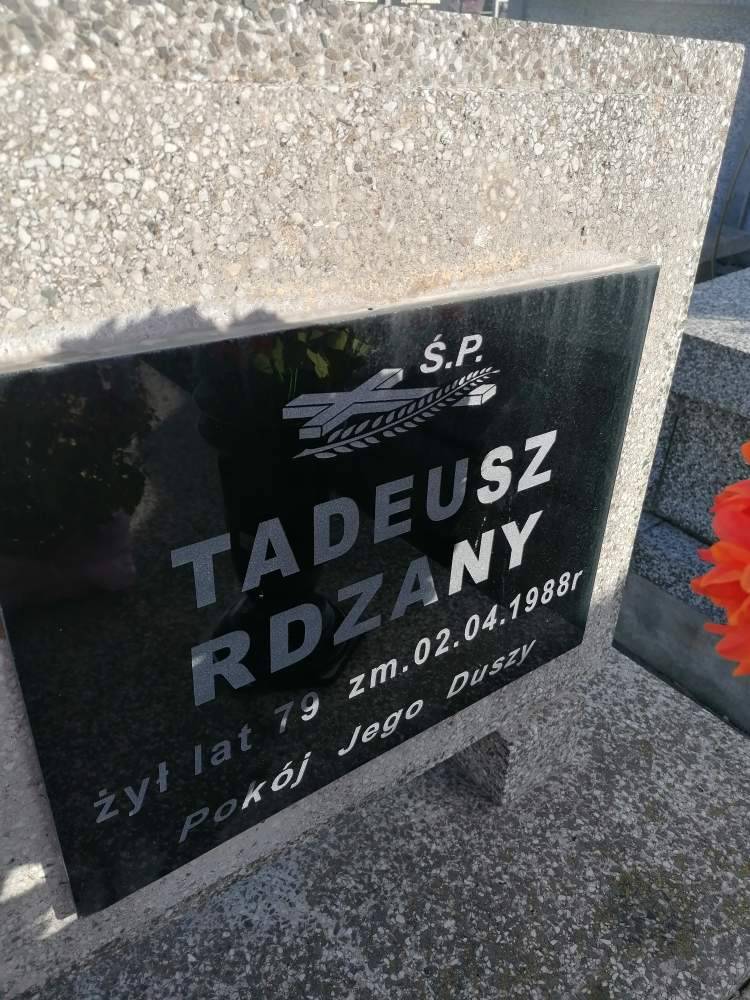 Ś.P.
TADEUSZ
RDZANY
żył lat 79 zm.02.04.1988r
Pokój Jego Duszy